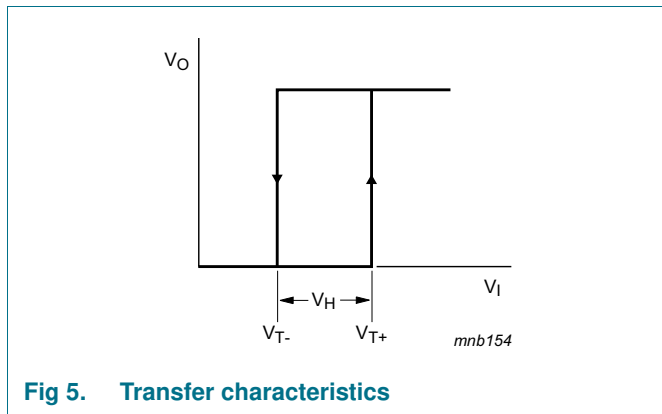 VO
VI
VH
VT-
VT+
mnb154
Fig 5. Transfer characteristics